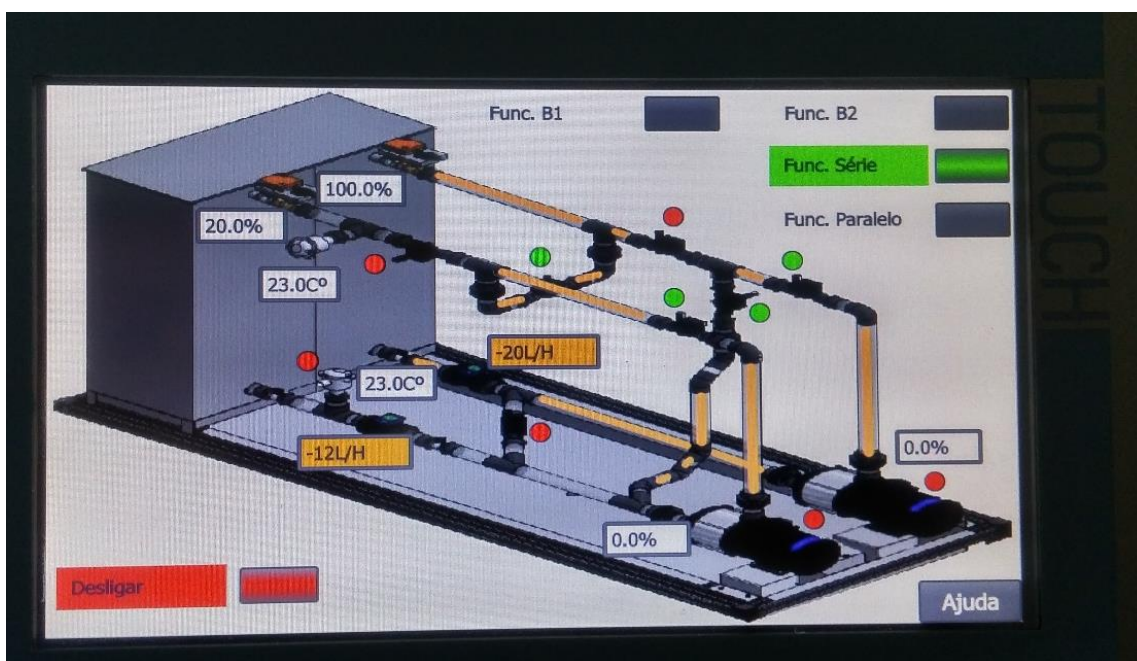 Func. B1
Func. B2
Func. Série
Func. Paralelo
100.0%
20.0%
23.0Cº
-20L/H
23.0Cº
-12L/H
0.0%
0.0%
Desligar
Ajuda
TOUCH